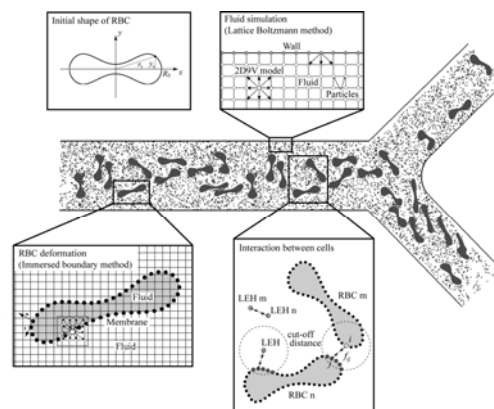 Initial shape of RBC
y
x
R₀
Fluid simulation
(Lattice Boltzmann method)
Wall
2D9V model
Fluid
Particles
RBC deformation
(Immersed boundary method)
Fluid
Membrane
Fluid
Interaction between cells
LEH m
LEH n
RBC m
cut-off
distance
LEH
RBC n